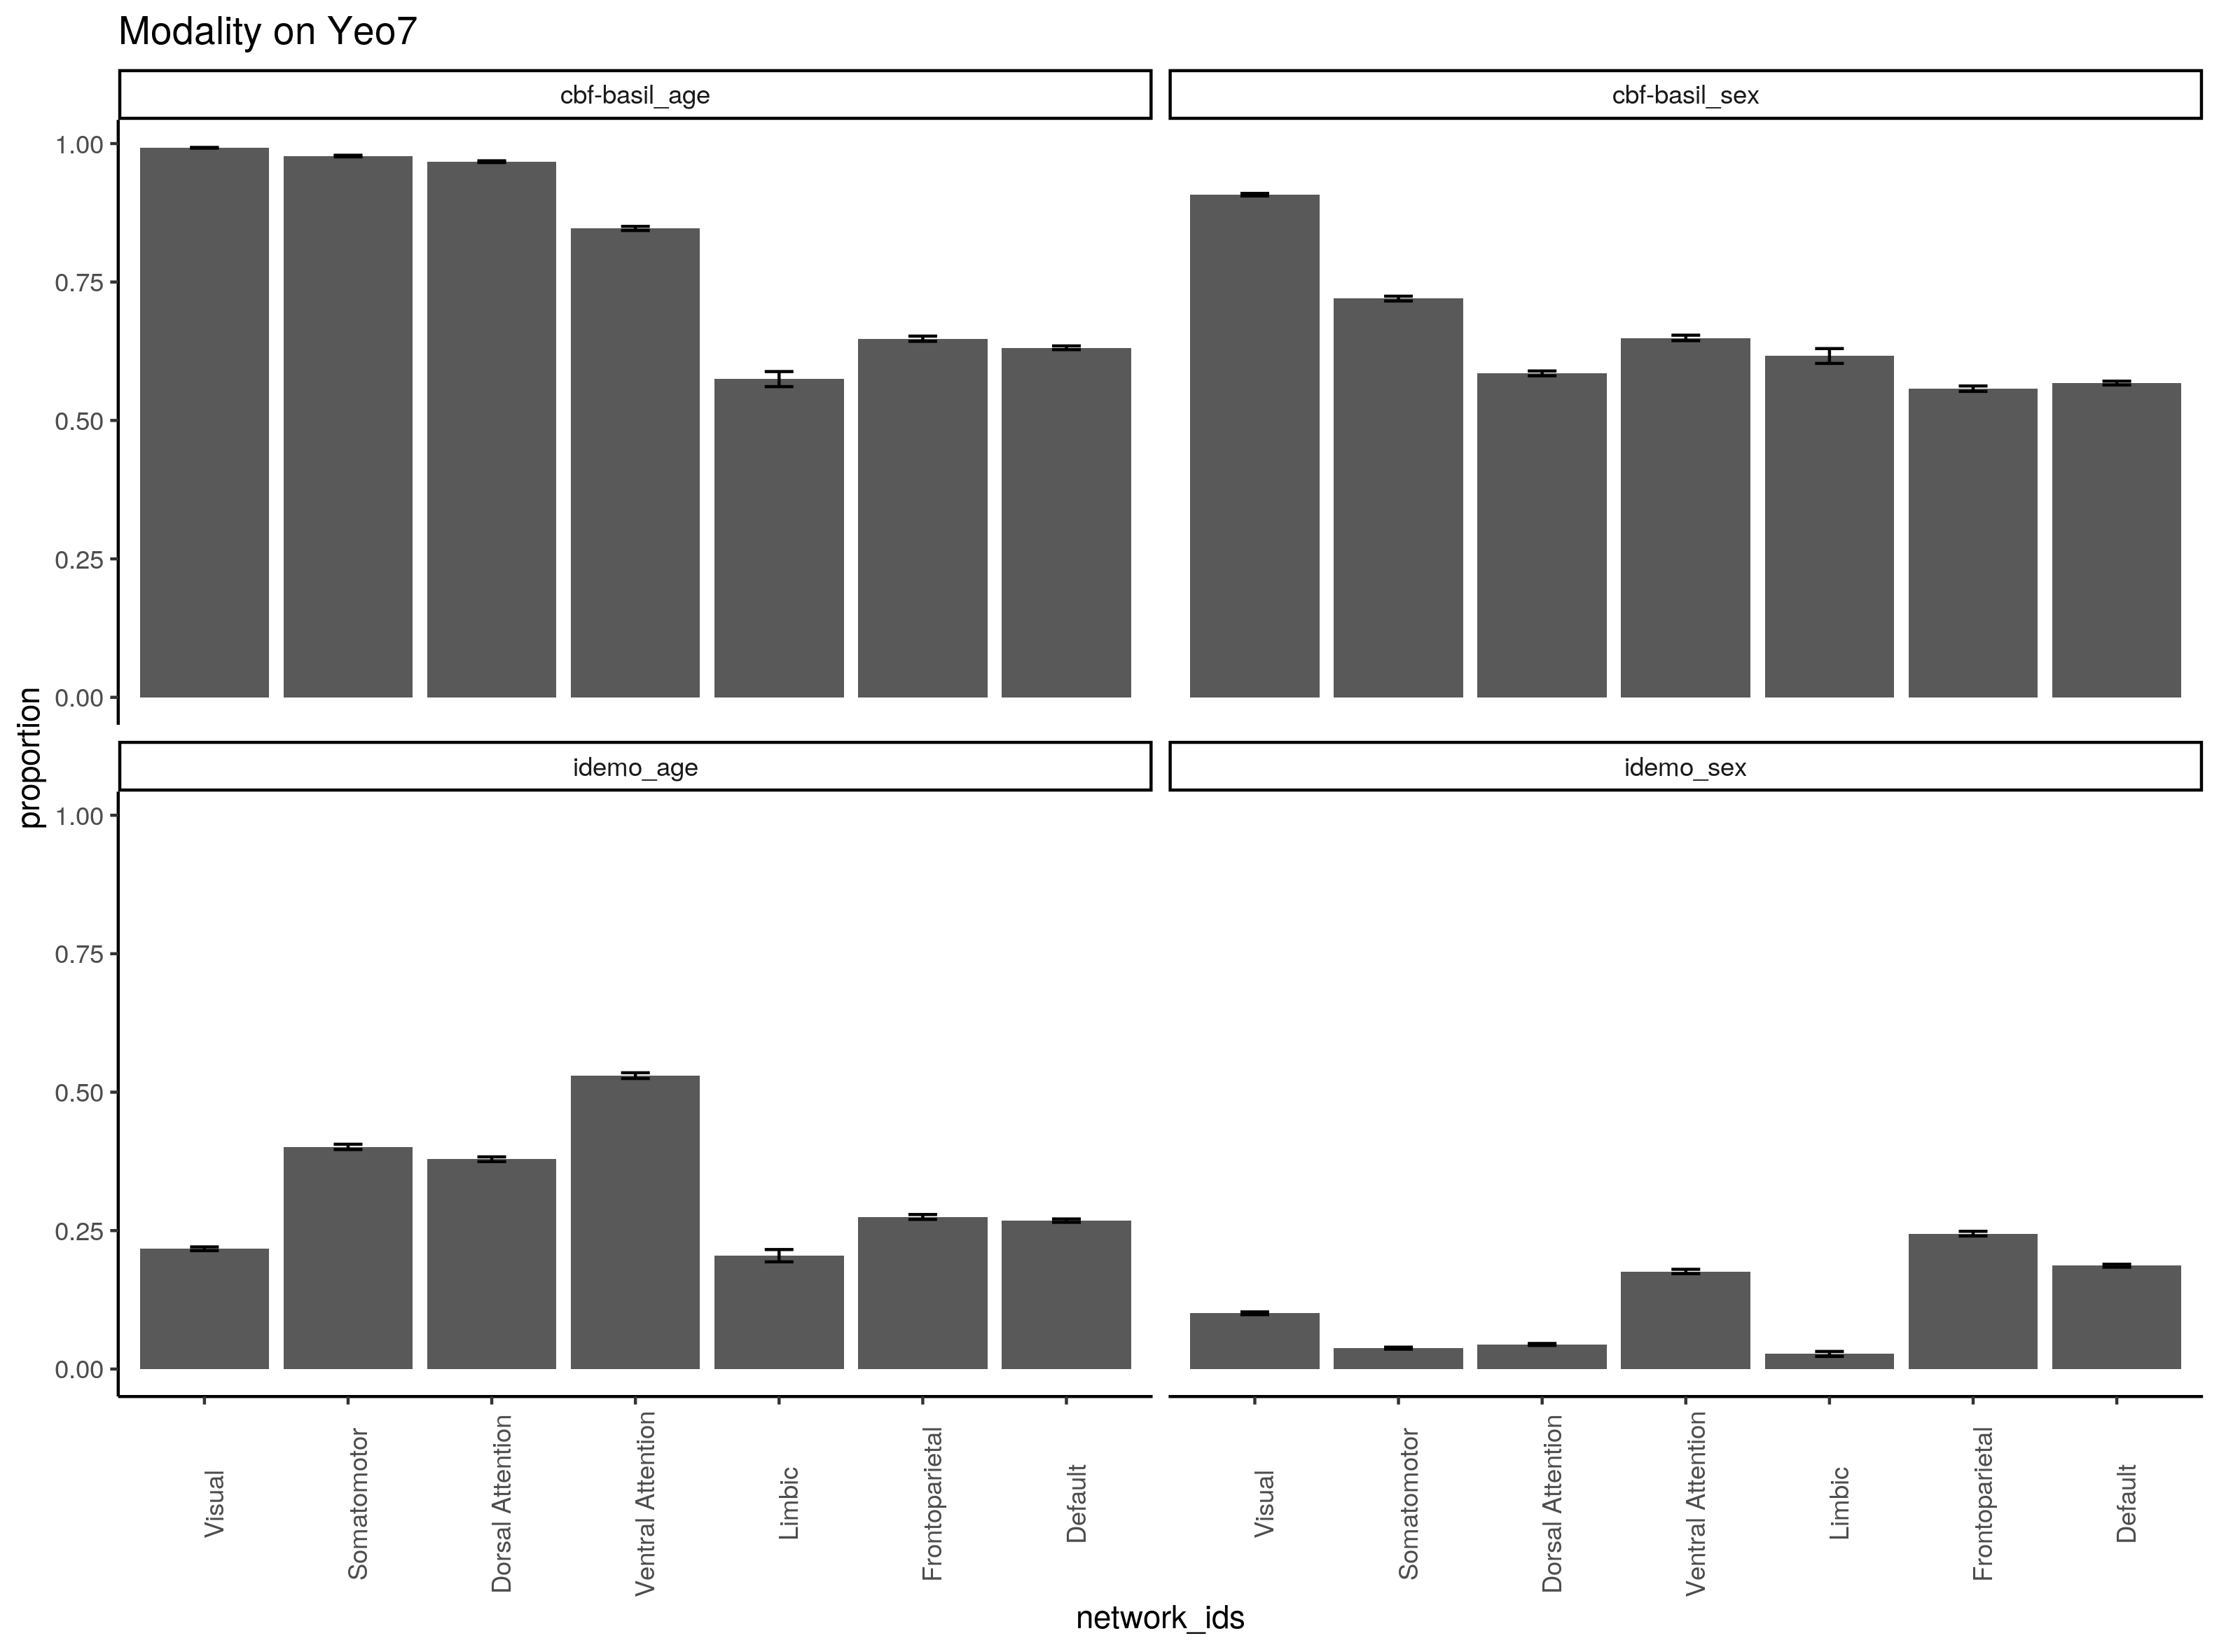 Modality on Yeo7
cbf-basil_age
cbf-basil_sex
1.00
0.75
0.50
0.25
0.00
proportion
idemo_age
idemo_sex
1.00
0.75
0.50
0.25
0.00
Visual
Somatomotor
Dorsal Attention
Ventral Attention
Limbic
Frontoparietal
Default
Visual
Somatomotor
Dorsal Attention
Ventral Attention
Limbic
Frontoparietal
Default
network_ids